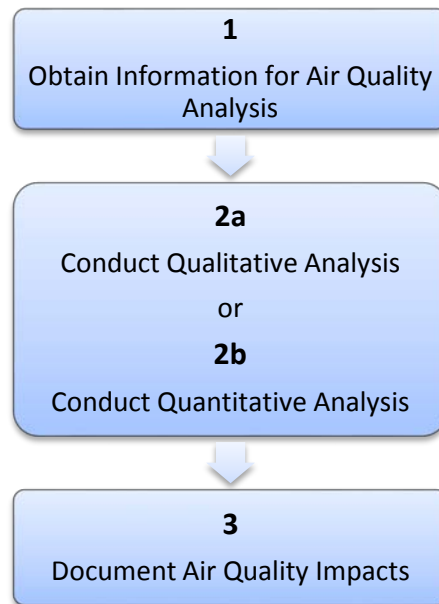 1
Obtain Information for Air Quality
Analysis
2a
Conduct Qualitative Analysis
or
2b
Conduct Quantitative Analysis
3
Document Air Quality Impacts